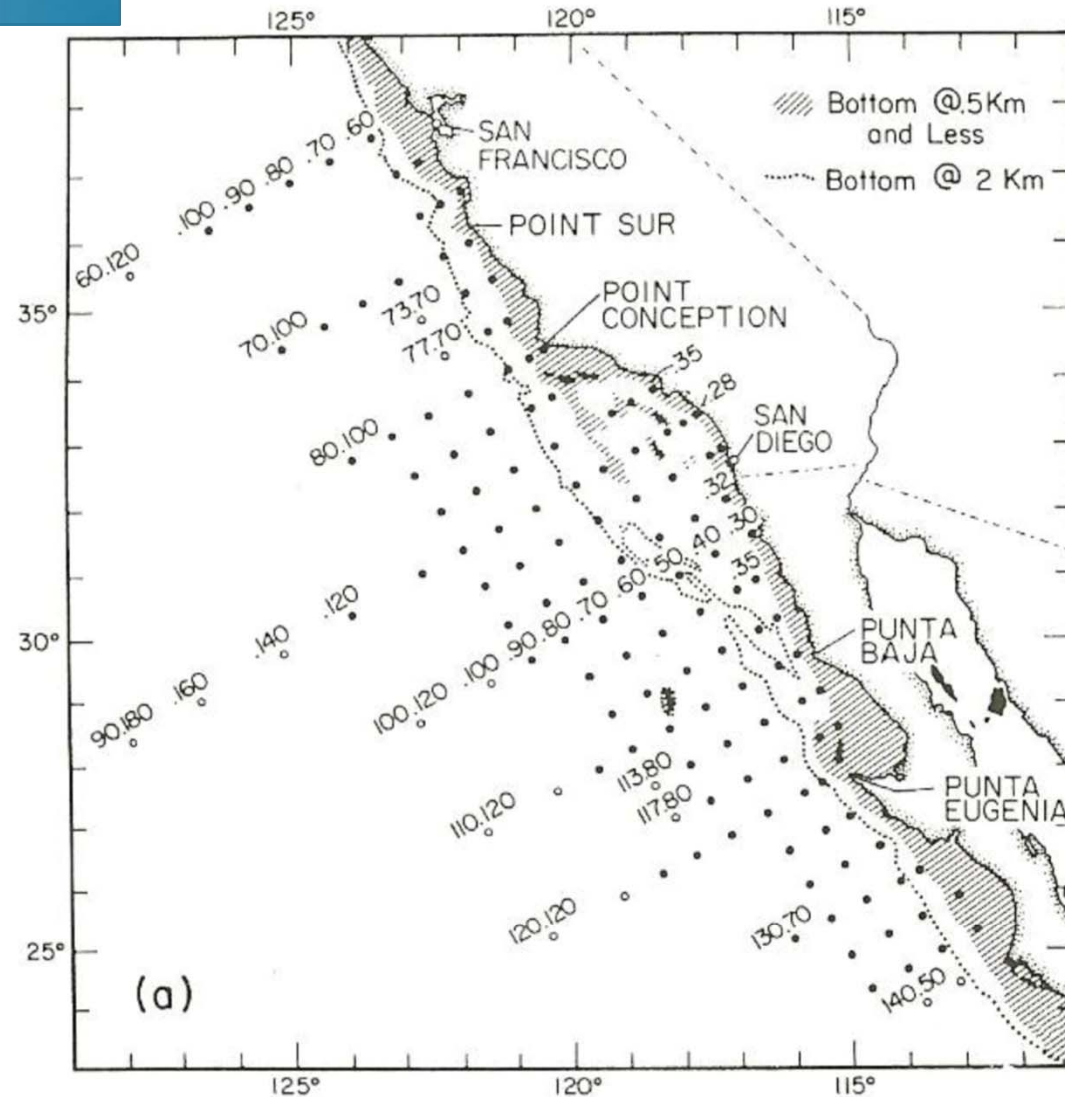 125° 120° 115°
Bottom @.5Km
and Less
Bottom @ 2 Km
SAN
FRANCISCO
.100 .90 .80 .70 .60
60.120
POINT SUR
35°
POINT
CONCEPTION
73.70
70.100
77.70
.35
.28
SAN
DIEGO
80.100
32
.30
.35
.90 .80 .70 .60 .50 .40
.120
.140
30°
PUNTA
BAJA
.100
100.120
.160
90.180
113.80
117.80
PUNTA
EUGENIA
110.120
120.120
130.70
25°
140.50
(a)
125° 120° 115°